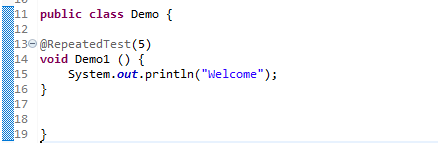 11 public class Demo {
12
13 @RepeatedTest(5)
14 void Demo1 () {
15 System.out.println("Welcome");
16 }
17
18
19 }